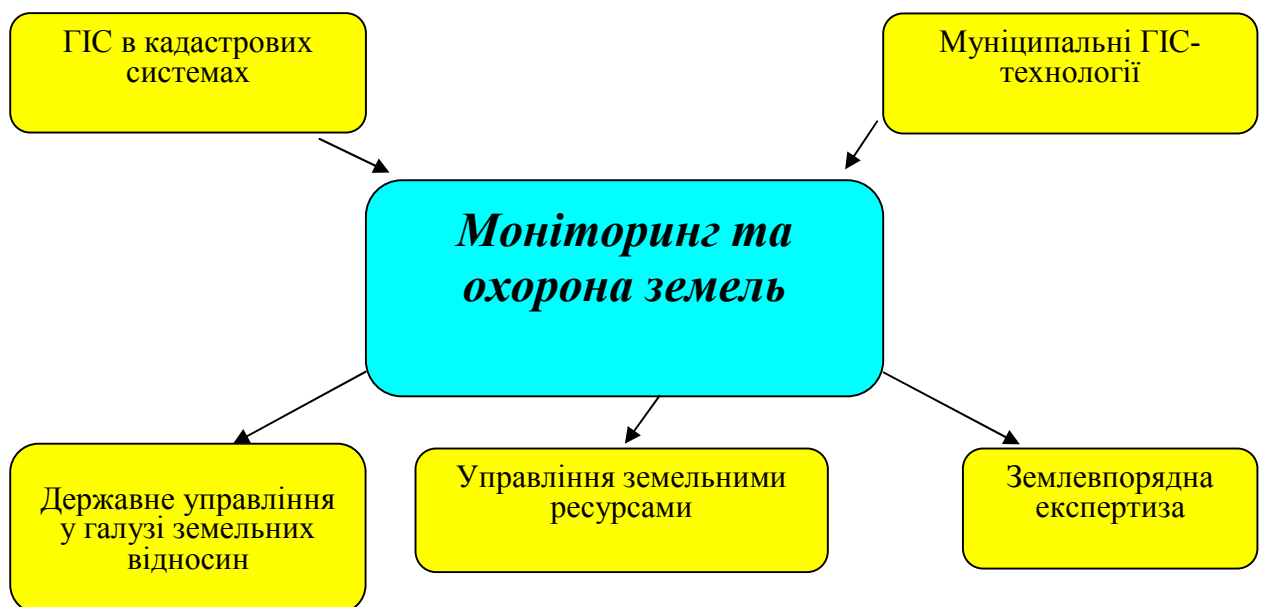 ГІС в кадастрових
системах
Муніципальні ГІС-
технології
Моніторинг та
охорона земель
Державне управління
у галузі земельних
відносин
Управління земельними
ресурсами
Землевпорядна
експертиза